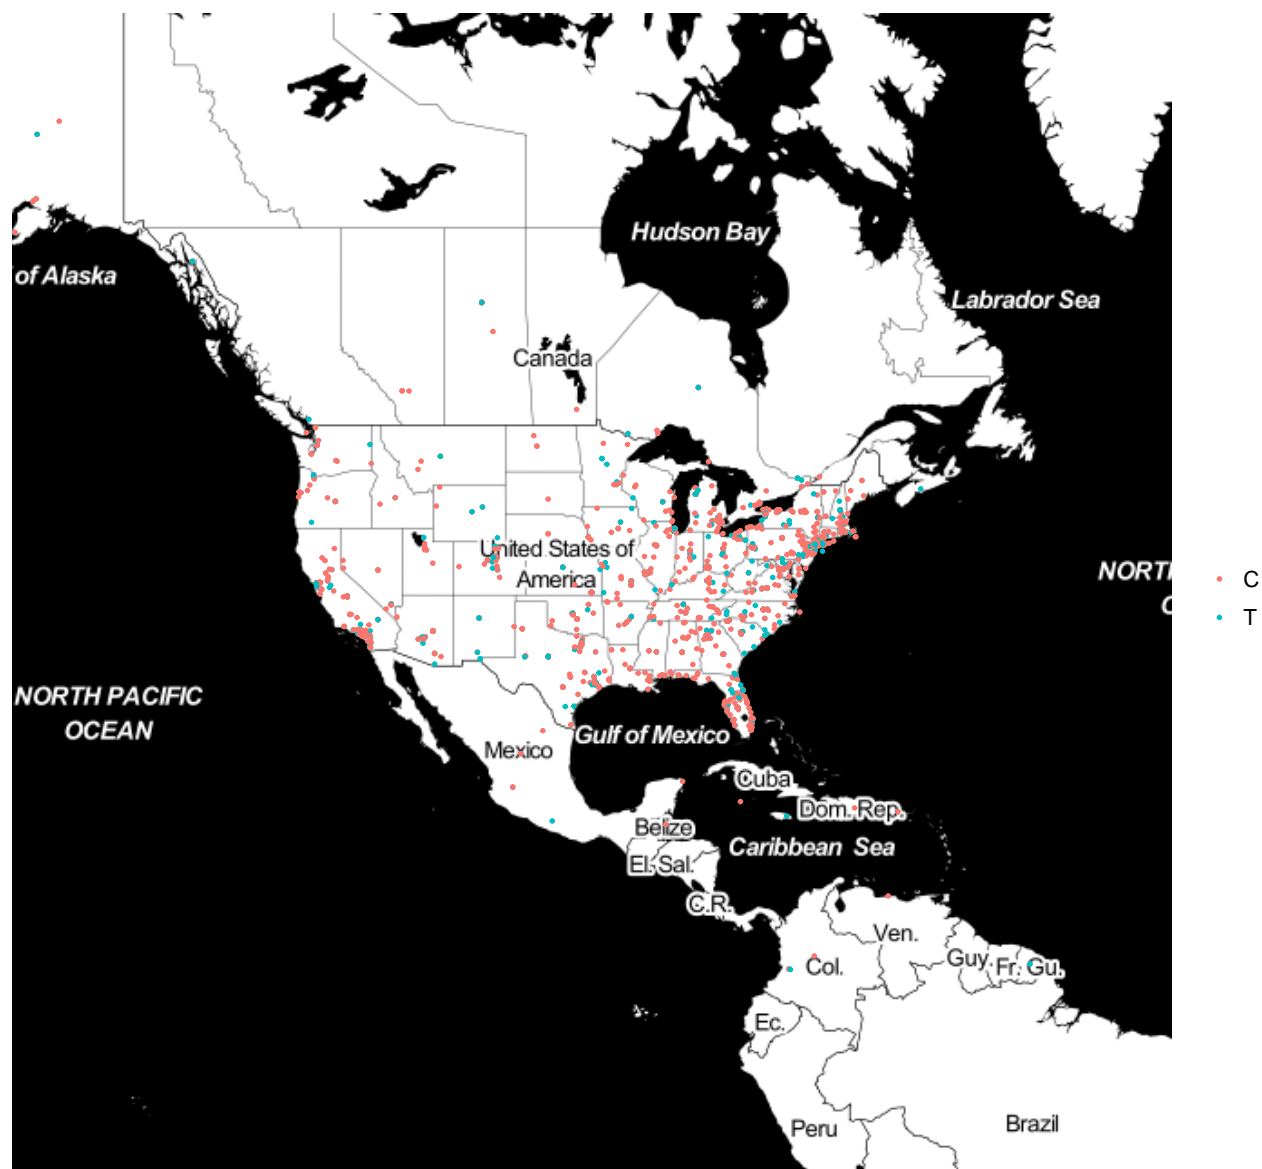 Hudson Bay
of Alaska
Labrador Sea
Canada
United States of
America
NORTH PACIFIC
OCEAN
Mexico
Gulf of Mexico
Cuba
Dom. Rep.
Belize
Caribbean Sea
El. Sal.
C.R.
Ven.
Guy.
Fr. Gu.
Col.
Ec.
Peru
Brazil
C
T